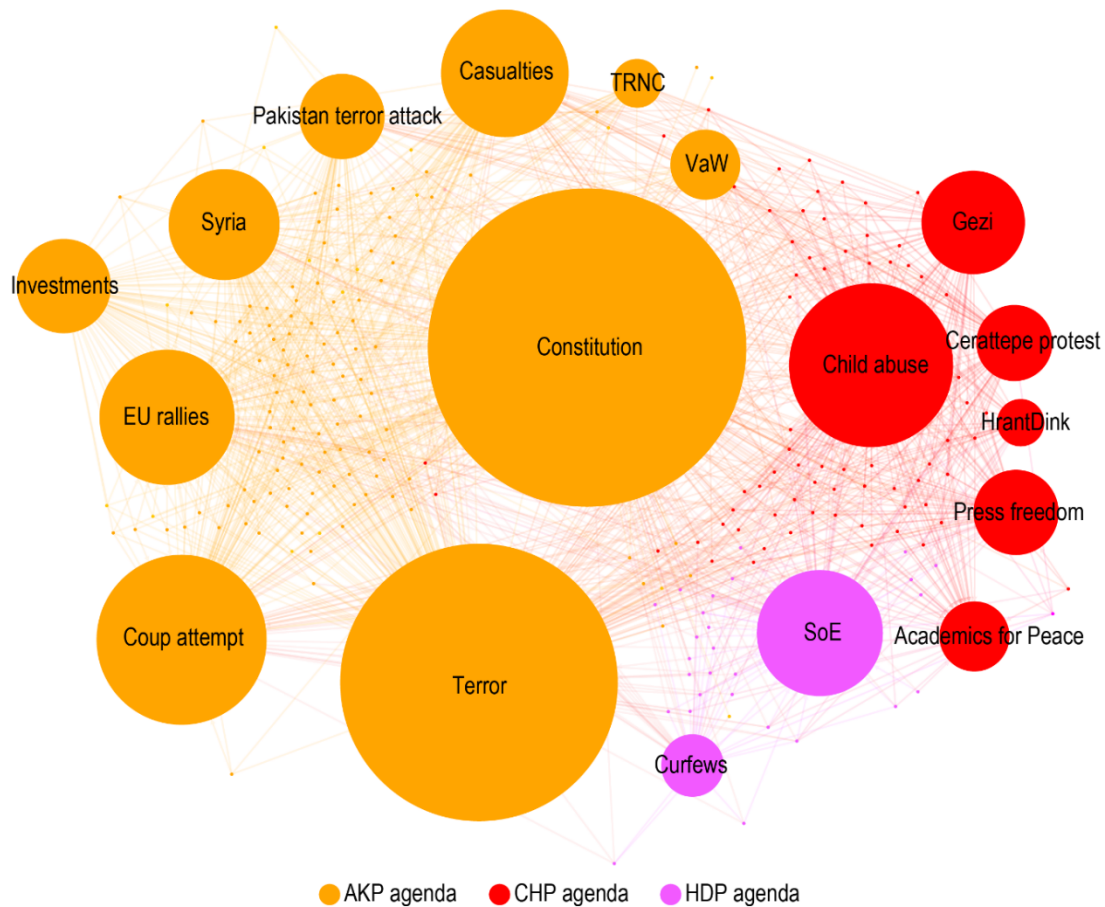 Casualties
TRNC
Pakistan terror attack
VaW
Syria
Gezi
Investments
Constitution
Cerattepe protest
Child abuse
EU rallies
HrantDink
Press freedom
Coup attempt
SoE
Academics for Peace
Terror
Curfews
AKP agenda
CHP agenda
HDP agenda